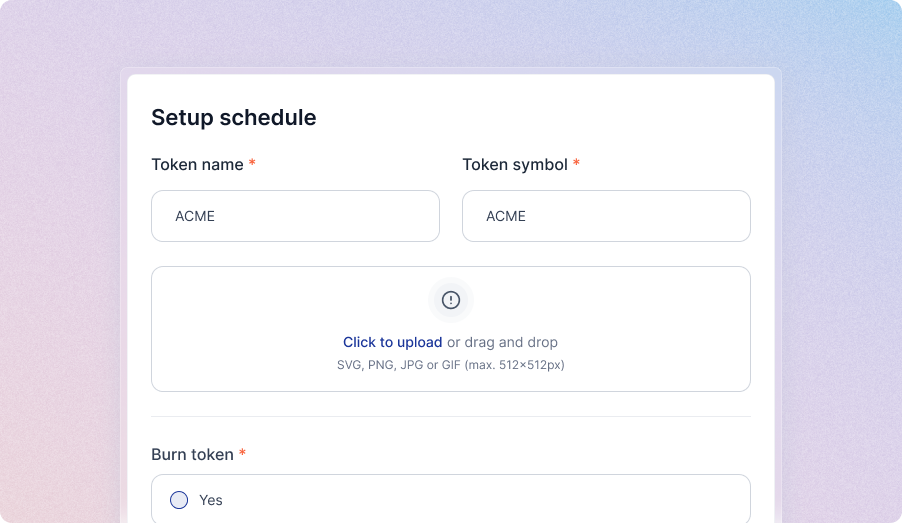 Setup schedule
Token name *
Token symbol *
ACME
ACME
Click to upload or drag and drop
SVG, PNG, JPG or GIF (max. 512×512px)
Burn token *
Yes